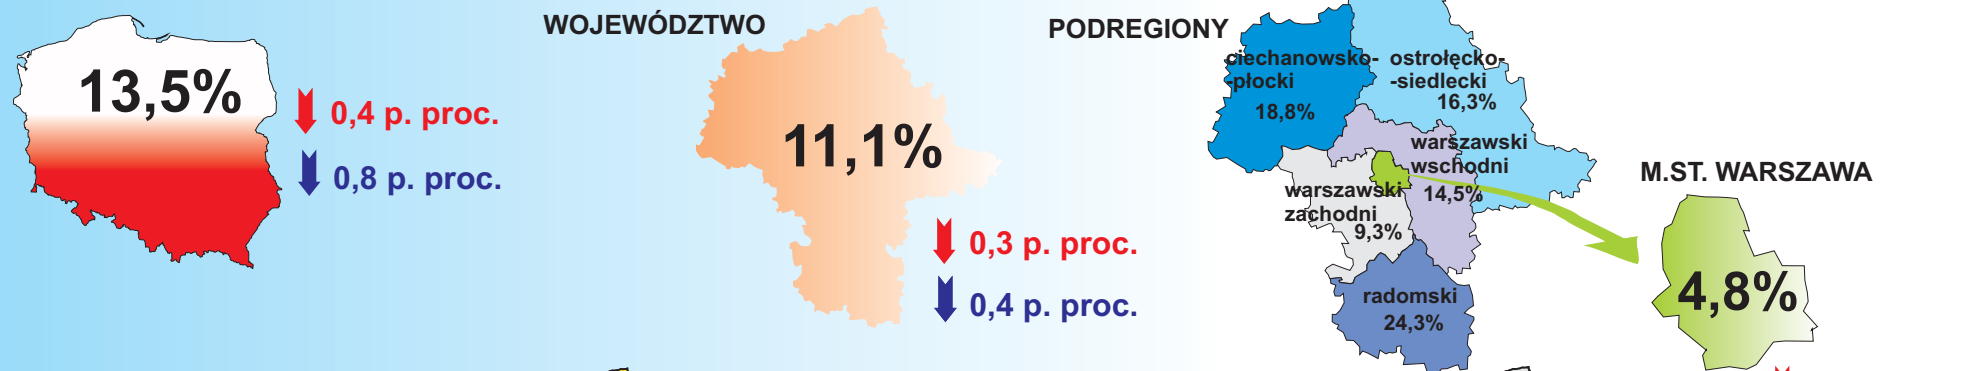 13,5%
0,4 p. proc.
0,8 p. proc.
WOJEWÓDZTWO
11,1%
0,3 p. proc.
0,4 p. proc.
PODREGIONY
ciechanowsko-
-płocki
18,8%
ostrołęcko-
-siedlecki
16,3%
warszawski
wschodni
14,5%
warszawski
zachodni
9,3%
radomski
24,3%
M.ST. WARSZAWA
4,8%